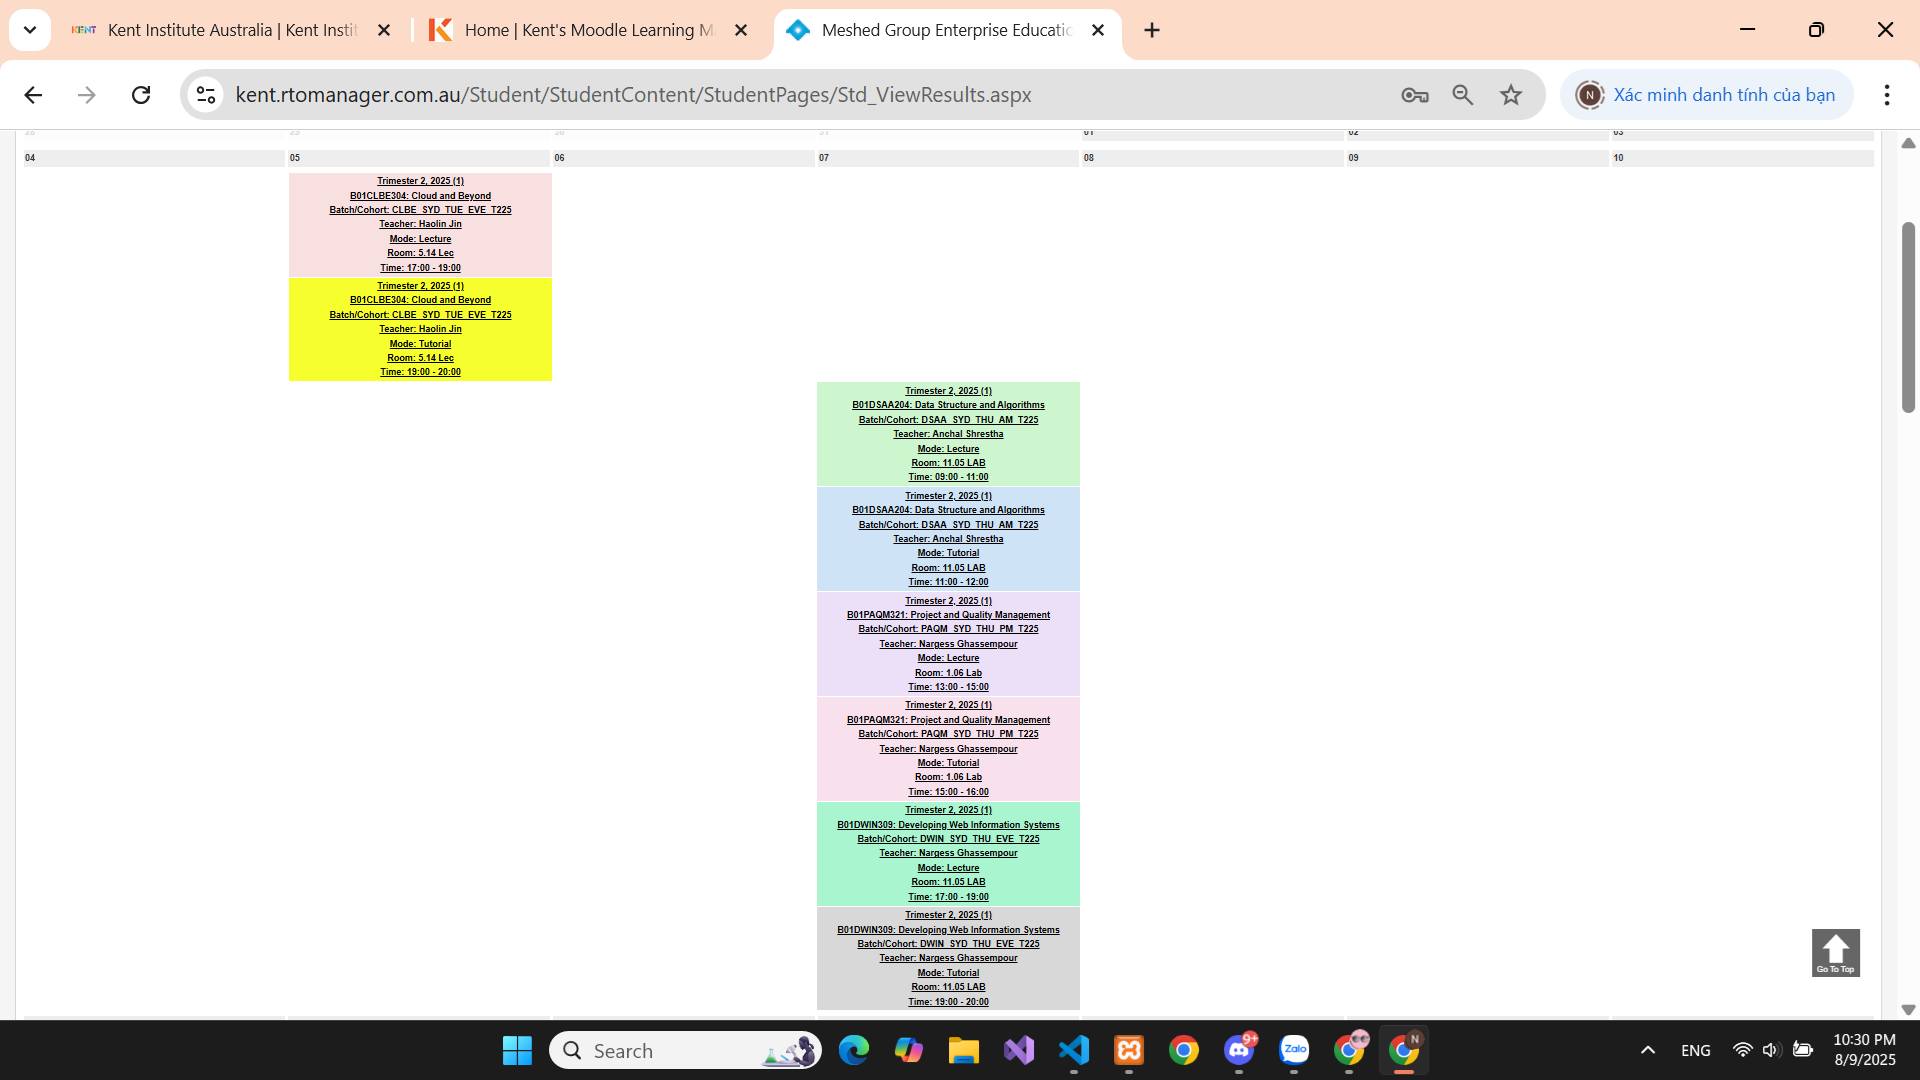 Kent Institute Australia | Kent Instit
Home | Kent's Moodle Learning M
Meshed Group Enterprise Educatio
kent.rtomanager.com.au/Student/StudentContent/StudentPages/Std_ViewResults.aspx
N
Xác minh danh tính của bạn
28 29 30 31 01 02 03
04 05 06 07 08 09 10
Trimester 2, 2025 (1)
B01CLBE304: Cloud and Beyond
Batch/Cohort: CLBE_SYD_TUE_EVE_T225
Teacher: Haolin Jin
Mode: Lecture
Room: 5.14 Lec
Time: 17:00 - 19:00
Trimester 2, 2025 (1)
B01CLBE304: Cloud and Beyond
Batch/Cohort: CLBE_SYD_TUE_EVE_T225
Teacher: Haolin Jin
Mode: Tutorial
Room: 5.14 Lec
Time: 19:00 - 20:00
Trimester 2, 2025 (1)
B01DSAA204: Data Structure and Algorithms
Batch/Cohort: DSAA_SYD_THU_AM_T225
Teacher: Anchal Shrestha
Mode: Lecture
Room: 11.05 LAB
Time: 09:00 - 11:00
Trimester 2, 2025 (1)
B01DSAA204: Data Structure and Algorithms
Batch/Cohort: DSAA_SYD_THU_AM_T225
Teacher: Anchal Shrestha
Mode: Tutorial
Room: 11.05 LAB
Time: 11:00 - 12:00
Trimester 2, 2025 (1)
B01PAQM321: Project and Quality Management
Batch/Cohort: PAQM_SYD_THU_PM_T225
Teacher: Nargess Ghassempour
Mode: Lecture
Room: 1.06 Lab
Time: 13:00 - 15:00
Trimester 2, 2025 (1)
B01PAQM321: Project and Quality Management
Batch/Cohort: PAQM_SYD_THU_PM_T225
Teacher: Nargess Ghassempour
Mode: Tutorial
Room: 1.06 Lab
Time: 15:00 - 16:00
Trimester 2, 2025 (1)
B01DWIN309: Developing Web Information Systems
Batch/Cohort: DWIN_SYD_THU_EVE_T225
Teacher: Nargess Ghassempour
Mode: Lecture
Room: 11.05 LAB
Time: 17:00 - 19:00
Trimester 2, 2025 (1)
B01DWIN309: Developing Web Information Systems
Batch/Cohort: DWIN_SYD_THU_EVE_T225
Teacher: Nargess Ghassempour
Mode: Tutorial
Room: 11.05 LAB
Time: 19:00 - 20:00
Go To Top
Search
9+
Zalo
N
ENG
10:30 PM
8/9/2025